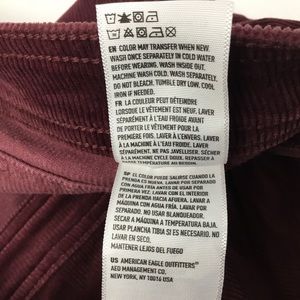 EN COLOR MAY TRANSFER WHEN NEW.
WASH ONCE SEPARATELY IN COLD WATER
BEFORE WEARING. WASH INSIDE OUT.
MACHINE WASH COLD. WASH SEPARATELY.
DO NOT BLEACH. TUMBLE DRY LOW. COOL
IRON IF NEEDED.
FR LA COULEUR PEUT DÉTEINDRE
LORSQUE LE VÊTEMENT EST NEUF. LAVER
SÉPARÉMENT À L'EAU FROIDE AVANT
DE PORTER. LAVER À L'ENVERS. LAVER
À LA MACHINE À L'EAU FROIDE. LAVER
SÉPARÉMENT. NE PAS JAVELLISER. SÉCHER
À LA MACHINE CYCLE DOUX. REPASSER
SP EL COLOR PUEDE SALIRSE CUANDO LA
PRENDA ES NUEVA. LAVAR SEPARADO
CON AGUA FRÍA ANTES DE USAR POR
PRIMERA VEZ. LAVAR CON EL INTERIOR
DE LA PRENDA HACIA AFUERA. LAVAR A
MÁQUINA CON AGUA FRÍA. LAVAR POR
SEPARADO. NO USAR BLANQUEADOR.
SECAR EN MÁQUINA A BAJA TEMPERATURA.
USAR PLANCHA TIBIA SI ES NECESARIO. NO
LAVAR EN SECO.
MANTENER LEJOS DEL FUEGO
US AMERICAN EAGLE OUTFITTERS®
AEO MANAGEMENT CO.
NEW YORK, NY 10016 USA